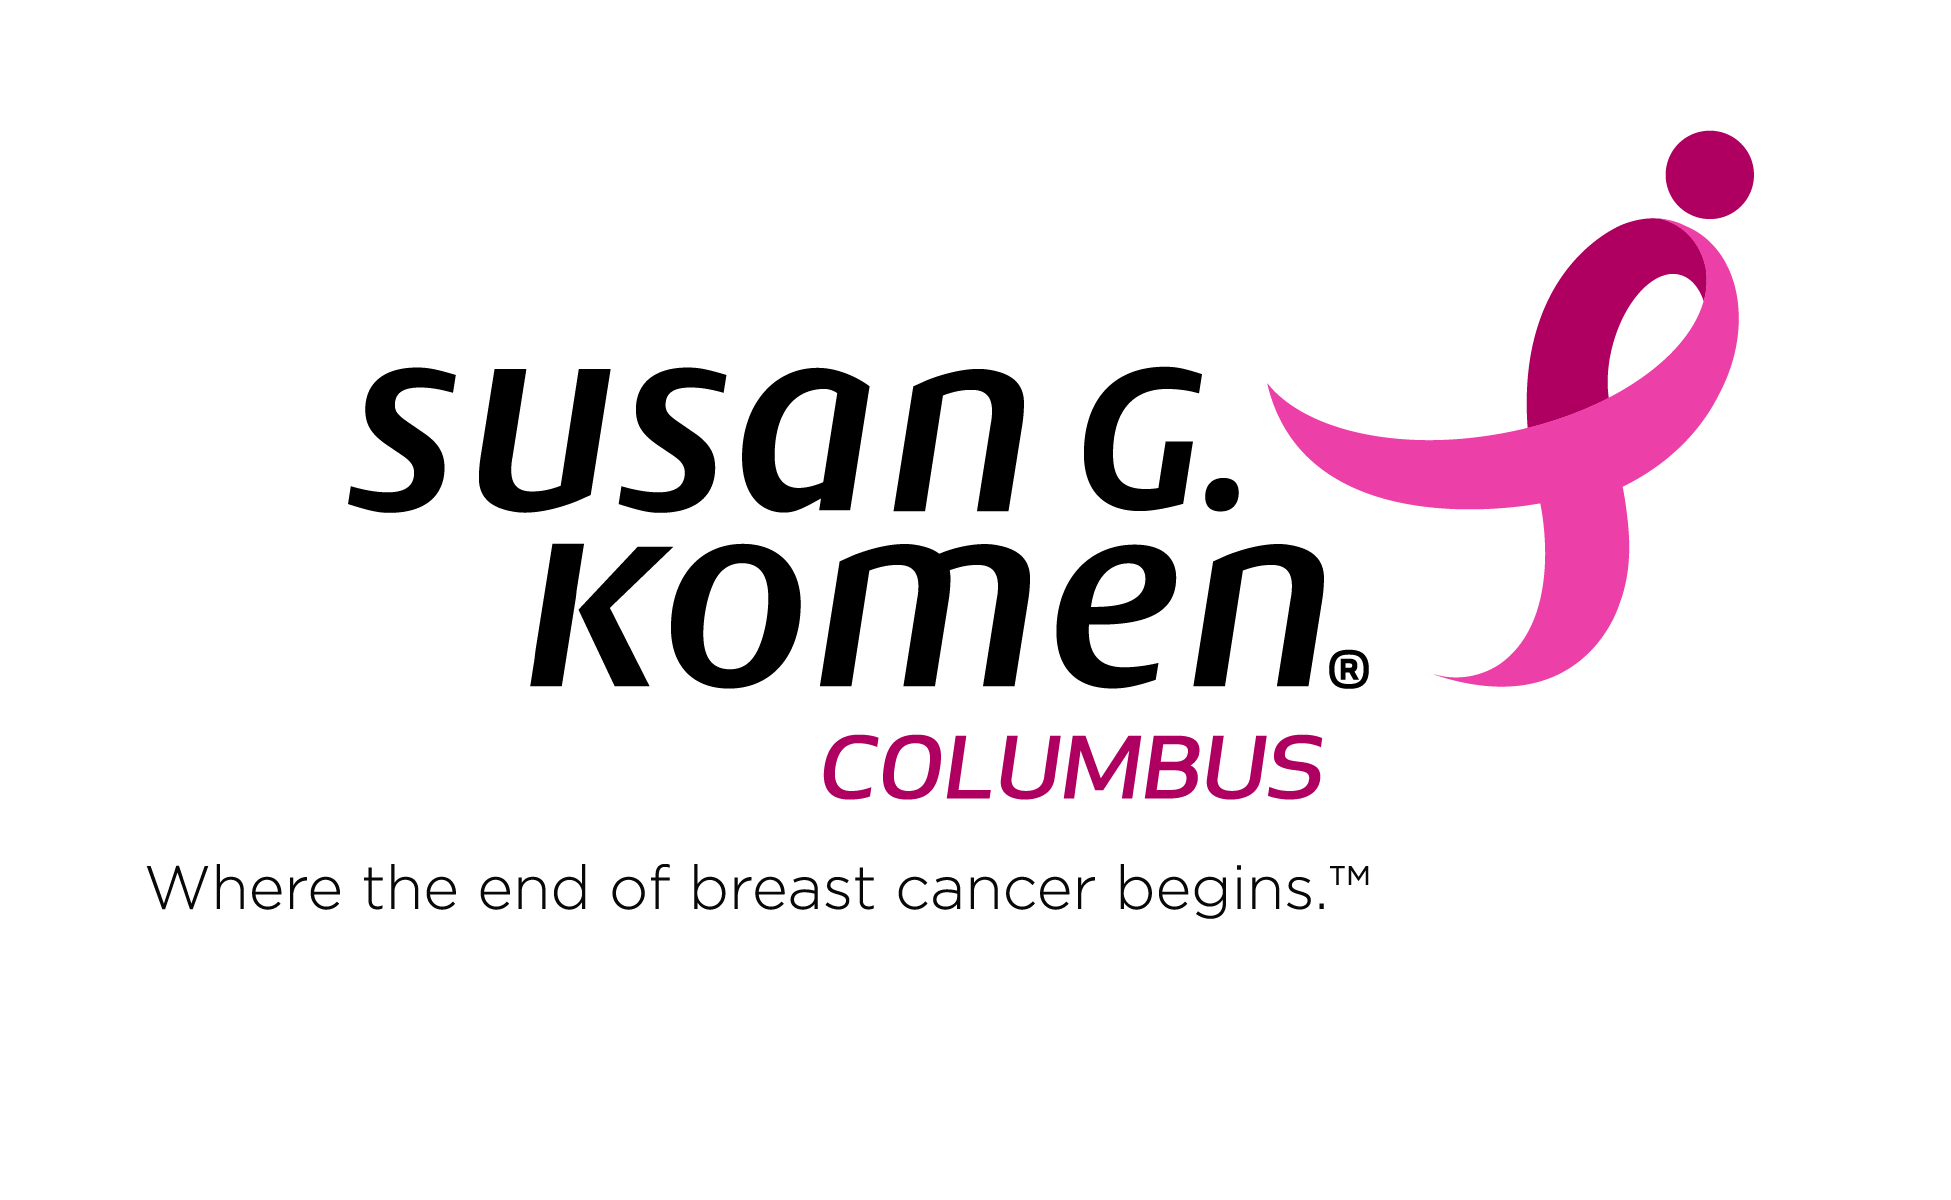 susan G.
komen®
COLUMBUS
Where the end of breast cancer begins.™